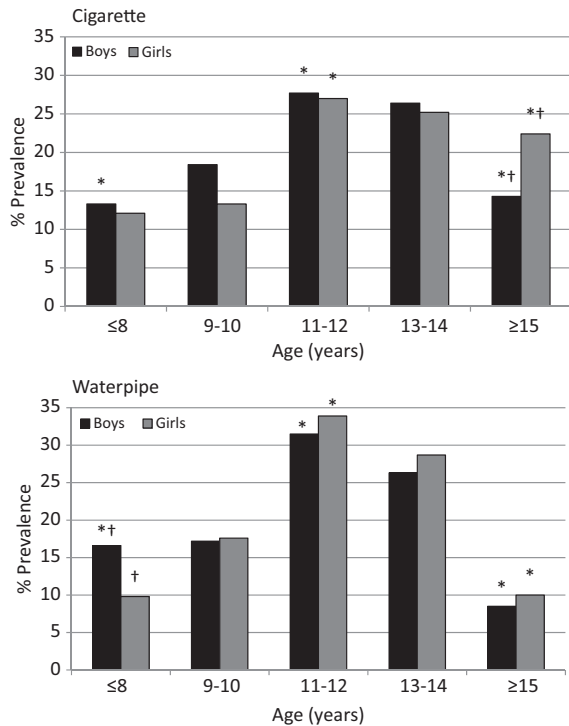 Cigarette
35
Boys
Girls
30
25
20
15
10
5
0
% Prevalence
*
* *
*†
*†
≤8 9-10 11-12 13-14 ≥15
Age (years)
Waterpipe
35
Boys
Girls
30
25
20
15
10
5
0
% Prevalence
*†
†
*
*
*
*
≤8 9-10 11-12 13-14 ≥15
Age (years)